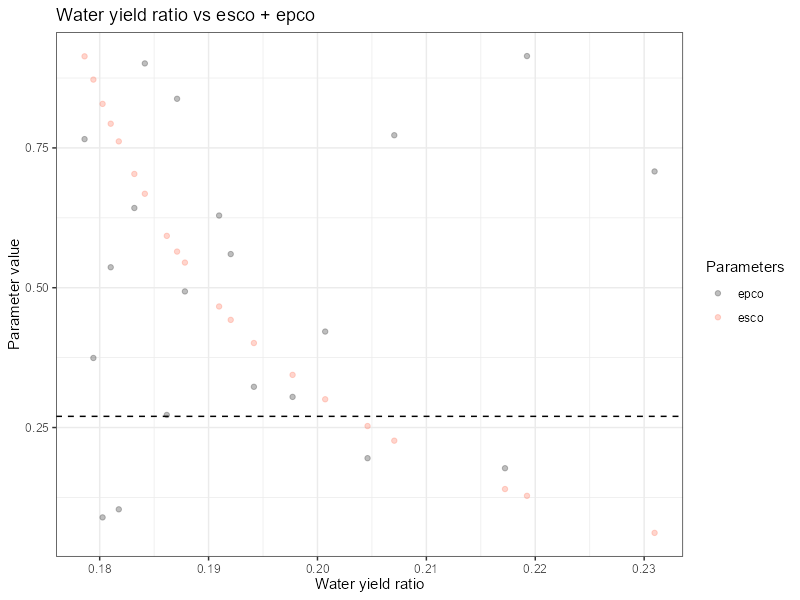 Water yield ratio vs esco + epco
Parameter value
0.75
0.50
0.25
0.18 0.19 0.20 0.21 0.22 0.23
Water yield ratio
Parameters
epco
esco